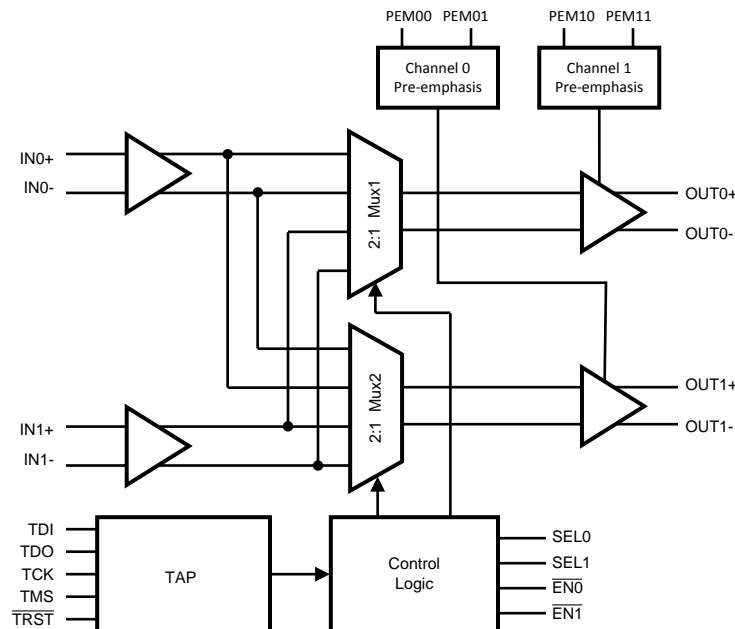 PEM00 PEM01
PEM10 PEM11
Channel 0
Pre-emphasis
Channel 1
Pre-emphasis
IN0+
IN0-
2:1 Mux1
OUT0+
OUT0-
2:1 Mux2
OUT1+
OUT1-
IN1+
IN1-
TDI
TDO
TCK
TMS
TRST
TAP
Control
Logic
SEL0
SEL1
EN0
EN1